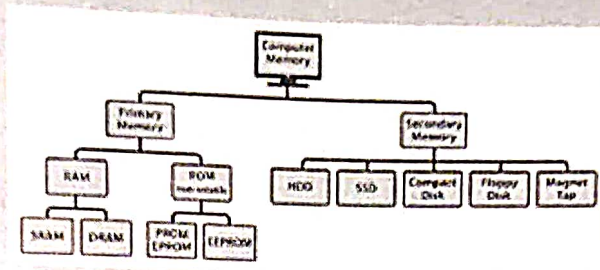 Computer
Memory
Primary
Memory
Secondary
Memory
RAM
ROM
HDD
SSD
Compact
Disk
Floppy
Disk
Magnet
Tap
SRAM
DRAM
PROM
EPROM
EEPROM